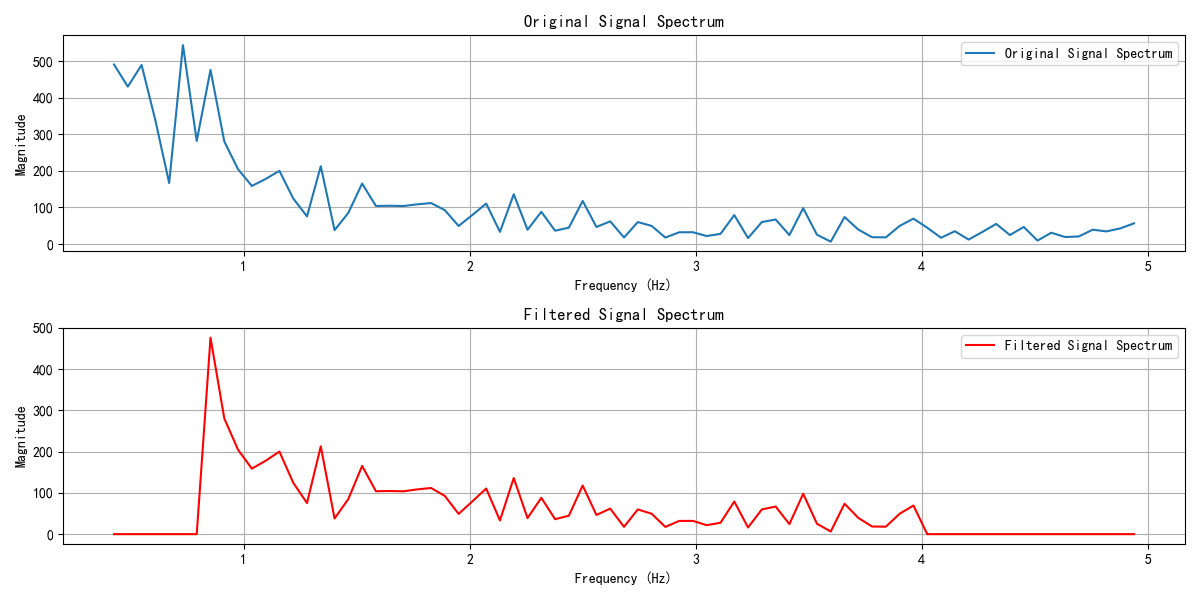 Original Signal Spectrum
Original Signal Spectrum
Magnitude
500
400
300
200
100
0
1 2 3 4 5
Frequency (Hz)
Filtered Signal Spectrum
Filtered Signal Spectrum
Magnitude
500
400
300
200
100
0
1 2 3 4 5
Frequency (Hz)